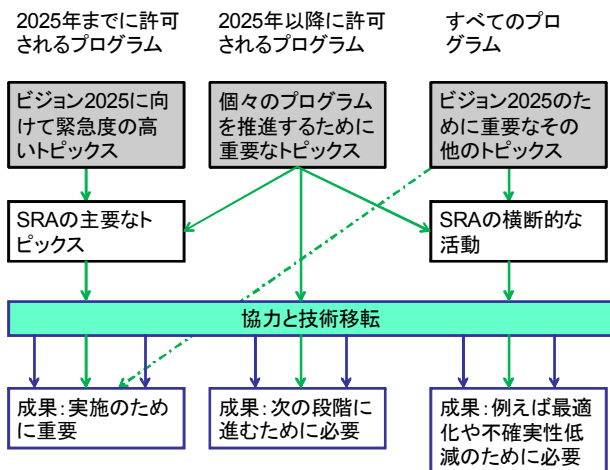 2025年までに許可
されるプログラム
2025年以降に許可
されるプログラム
すべてのプロ
グラム
ビジョン2025に向
けて緊急度の高
いトピックス
個々のプログラム
を推進するために
重要なトピックス
ビジョン2025のた
めに重要なその
他のトピックス
SRAの主要なト
ピックス
SRAの横断的な
活動
協力と技術移転
成果：実施のため
に重要
成果：次の段階に
進むために必要
成果：例えば最適
化や不確実性低
減のために必要